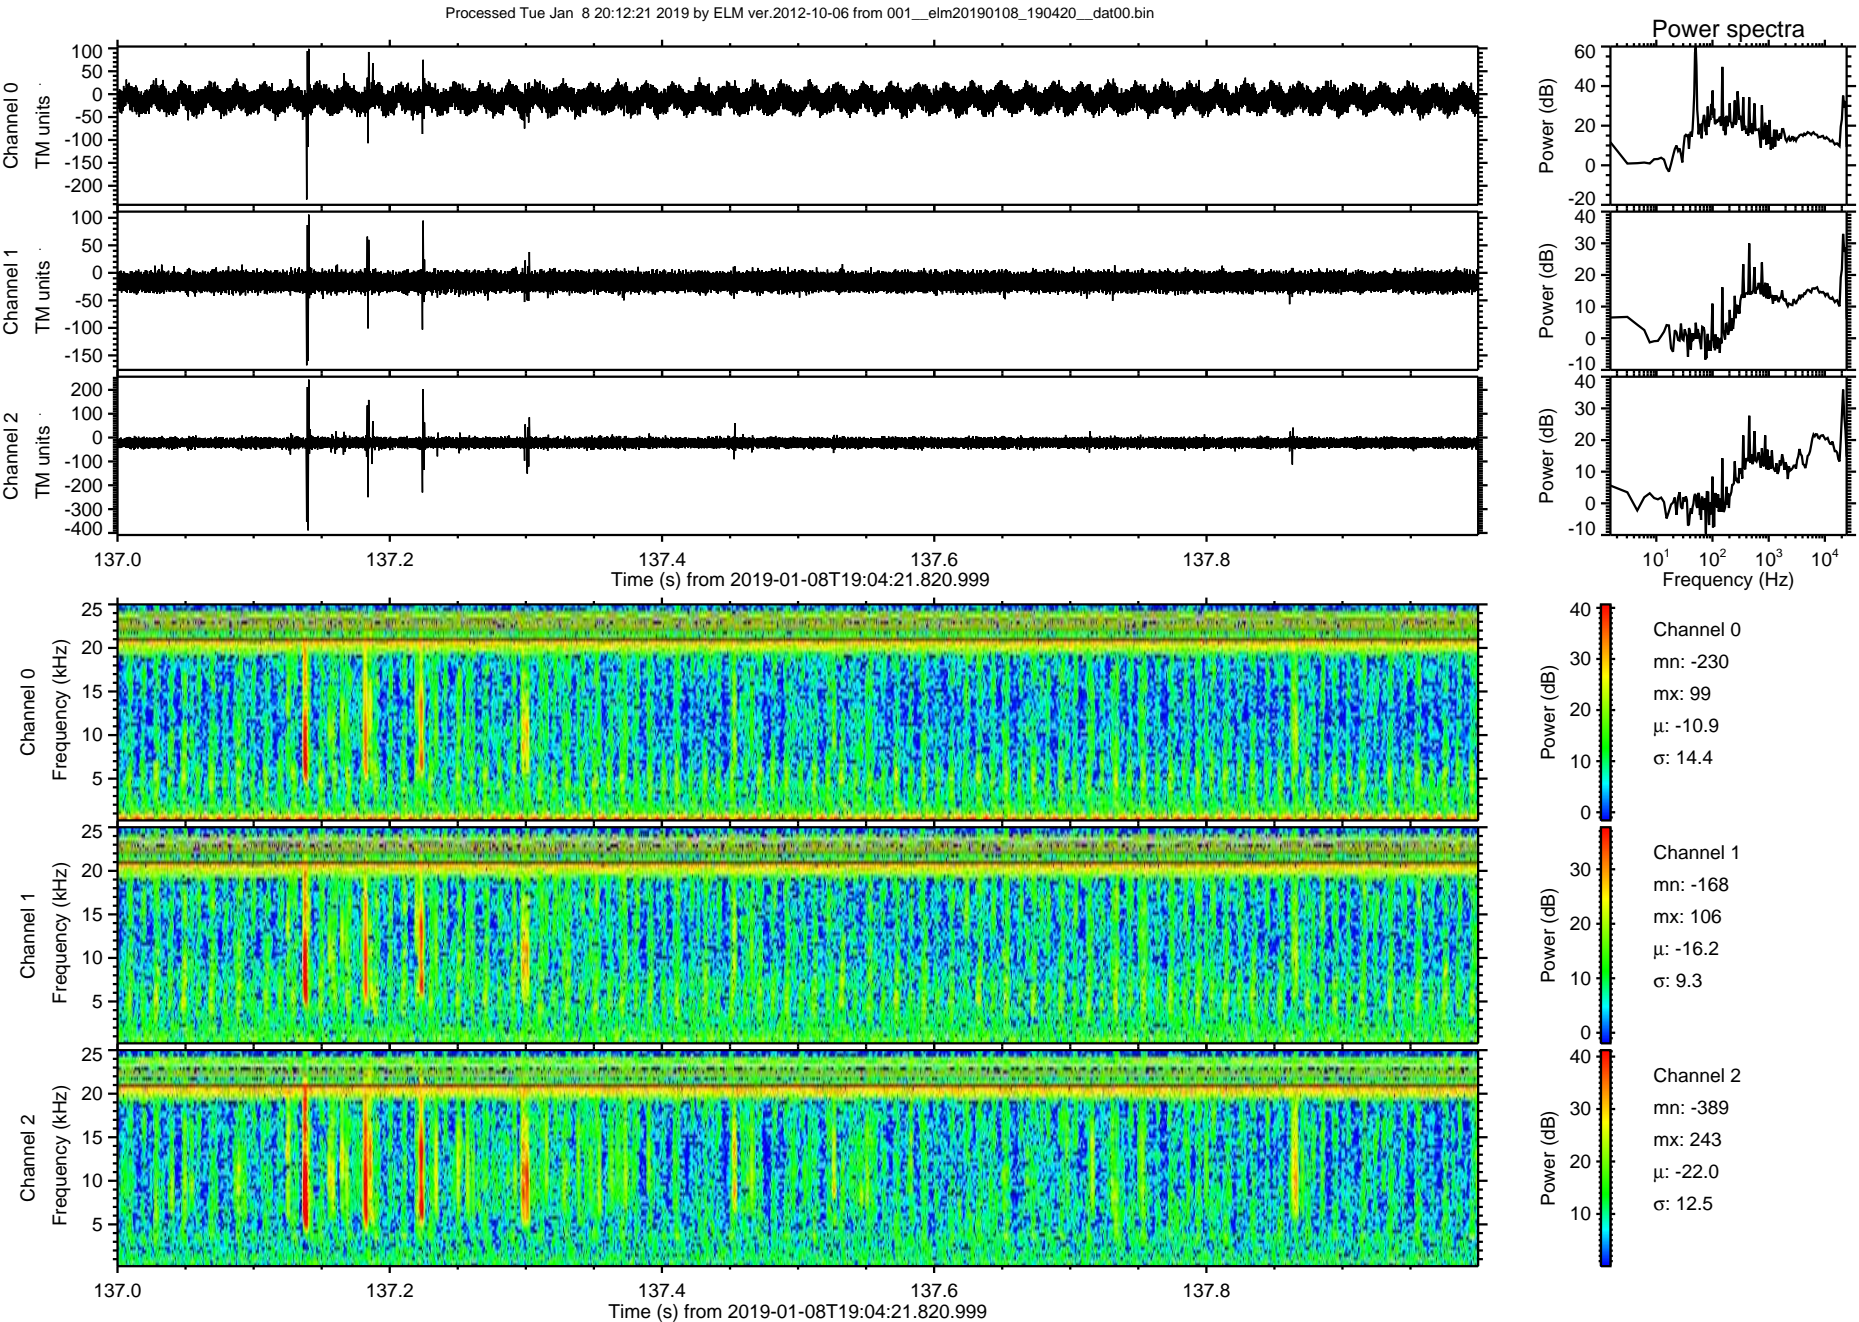 Processed Tue Jan  8 20:12:21 2019 by ELM ver.2012-10-06 from 001__elm20190108_190420__dat00.bin
Power spectra
Channel 0
TM units
100
50
0
-50
-100
-150
-200
Power (dB)
60
40
20
0
-20
Channel 1
TM units
100
50
0
-50
-100
-150
Power (dB)
40
30
20
10
0
-10
Channel 2
TM units
200
100
0
-100
-200
-300
-400
Power (dB)
40
30
20
10
0
-10
137.0 137.2 137.4 137.6 137.8
Time (s) from 2019-01-08T19:04:21.820.999
10¹ 10² 10³ 10⁴
Frequency (Hz)
Channel 0
Frequency (kHz)
25
20
15
10
5
Power (dB)
40
30
20
10
0
Channel 0
mn: -230
mx: 99
μ: -10.9
σ: 14.4
Channel 1
Frequency (kHz)
25
20
15
10
5
Power (dB)
30
20
10
0
Channel 1
mn: -168
mx: 106
μ: -16.2
σ: 9.3
Channel 2
Frequency (kHz)
25
20
15
10
5
Power (dB)
40
30
20
10
Channel 2
mn: -389
mx: 243
μ: -22.0
σ: 12.5
137.0 137.2 137.4 137.6 137.8
Time (s) from 2019-01-08T19:04:21.820.999